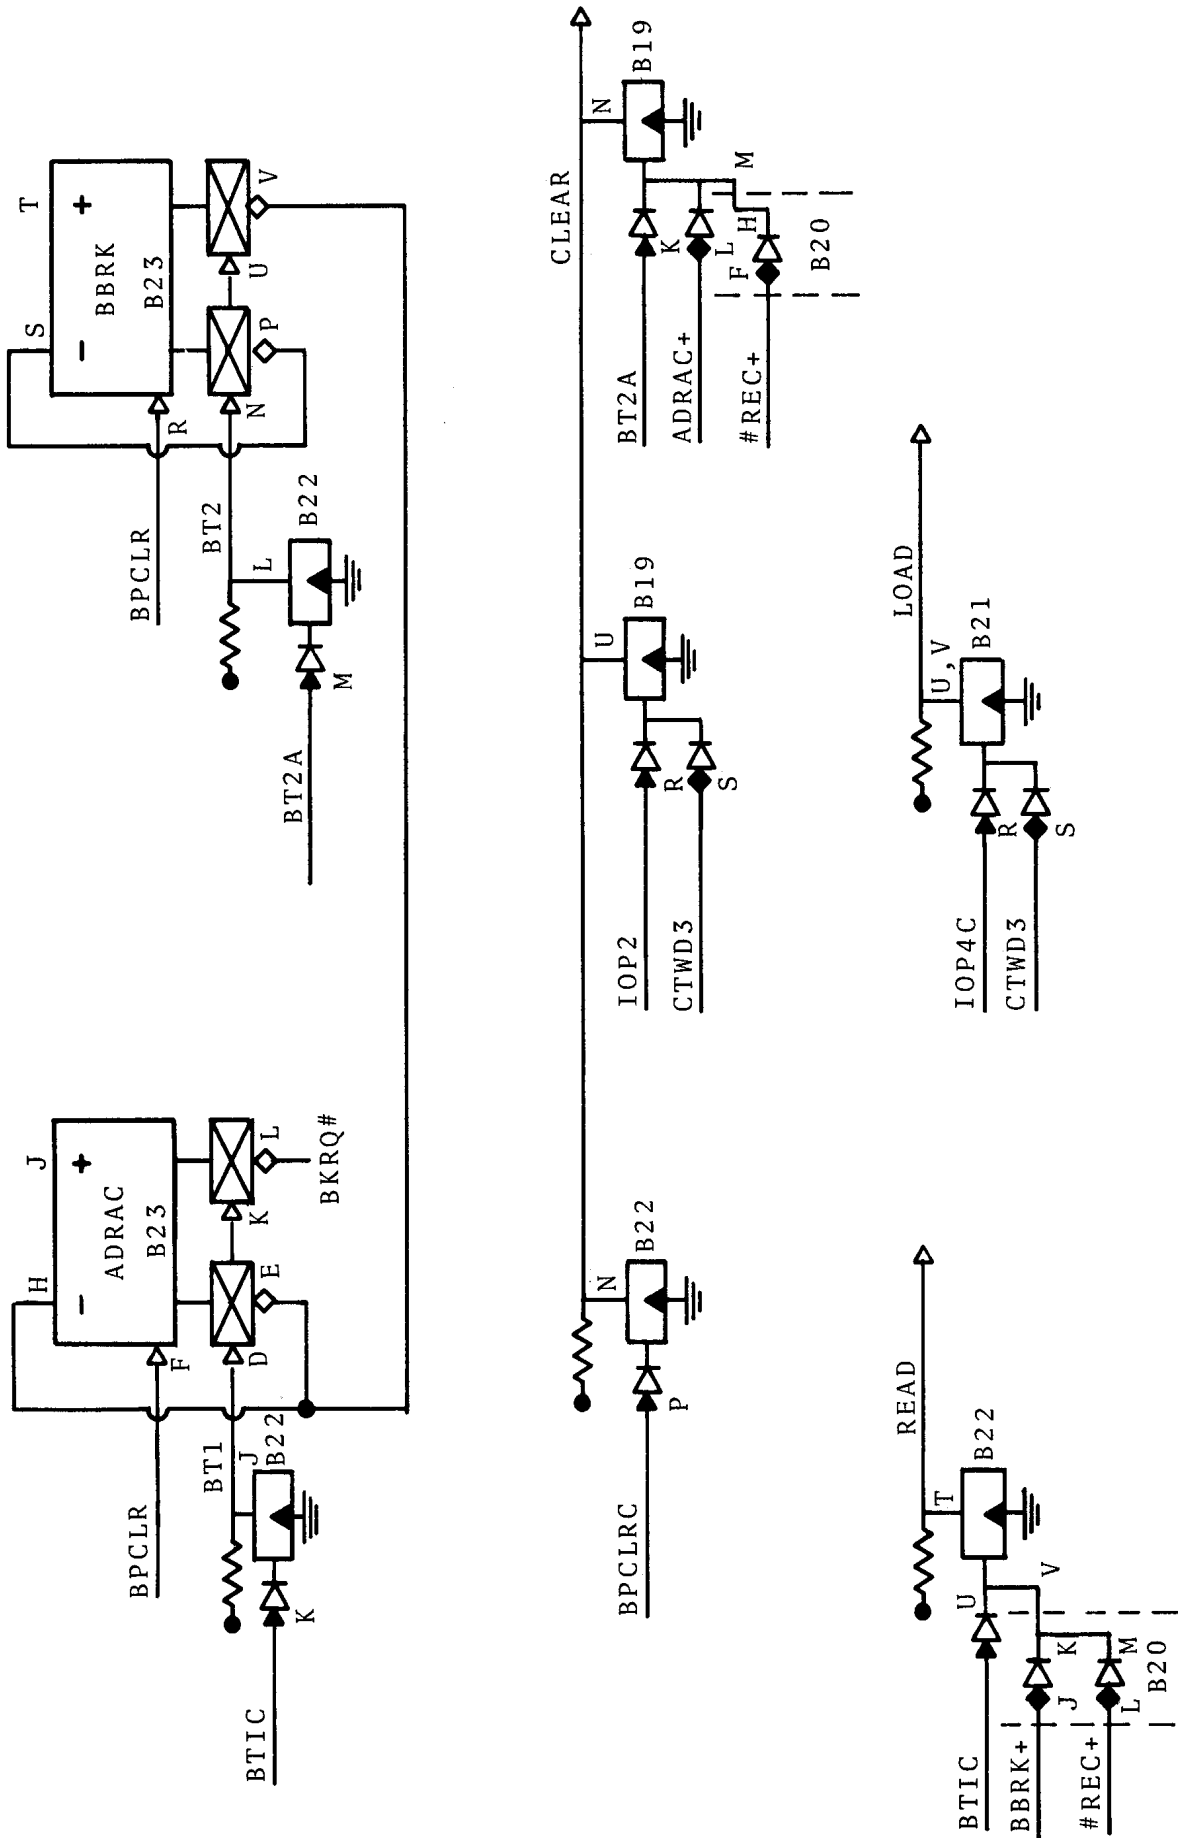 H
J
−
+
ADRAC
B23
BPCLR
F
BT1
D
E
K
L
BKRQ#
J
B22
BTIC
K
S
T
−
+
BBRK
B23
BPCLR
R
BT2
N
P
U
V
L
B22
BT2A
M
CLEAR
N
B22
BPCLRC
P
U
B19
IOP2
R
CTWD3
S
N
B19
BT2A
K
ADRAC+
L
M
#REC+
F
H
B20
READ
T
B22
BTIC
U
V
BBRK+
J
K
#REC+
L
M
B20
LOAD
U,V
B21
IOP4C
R
CTWD3
S